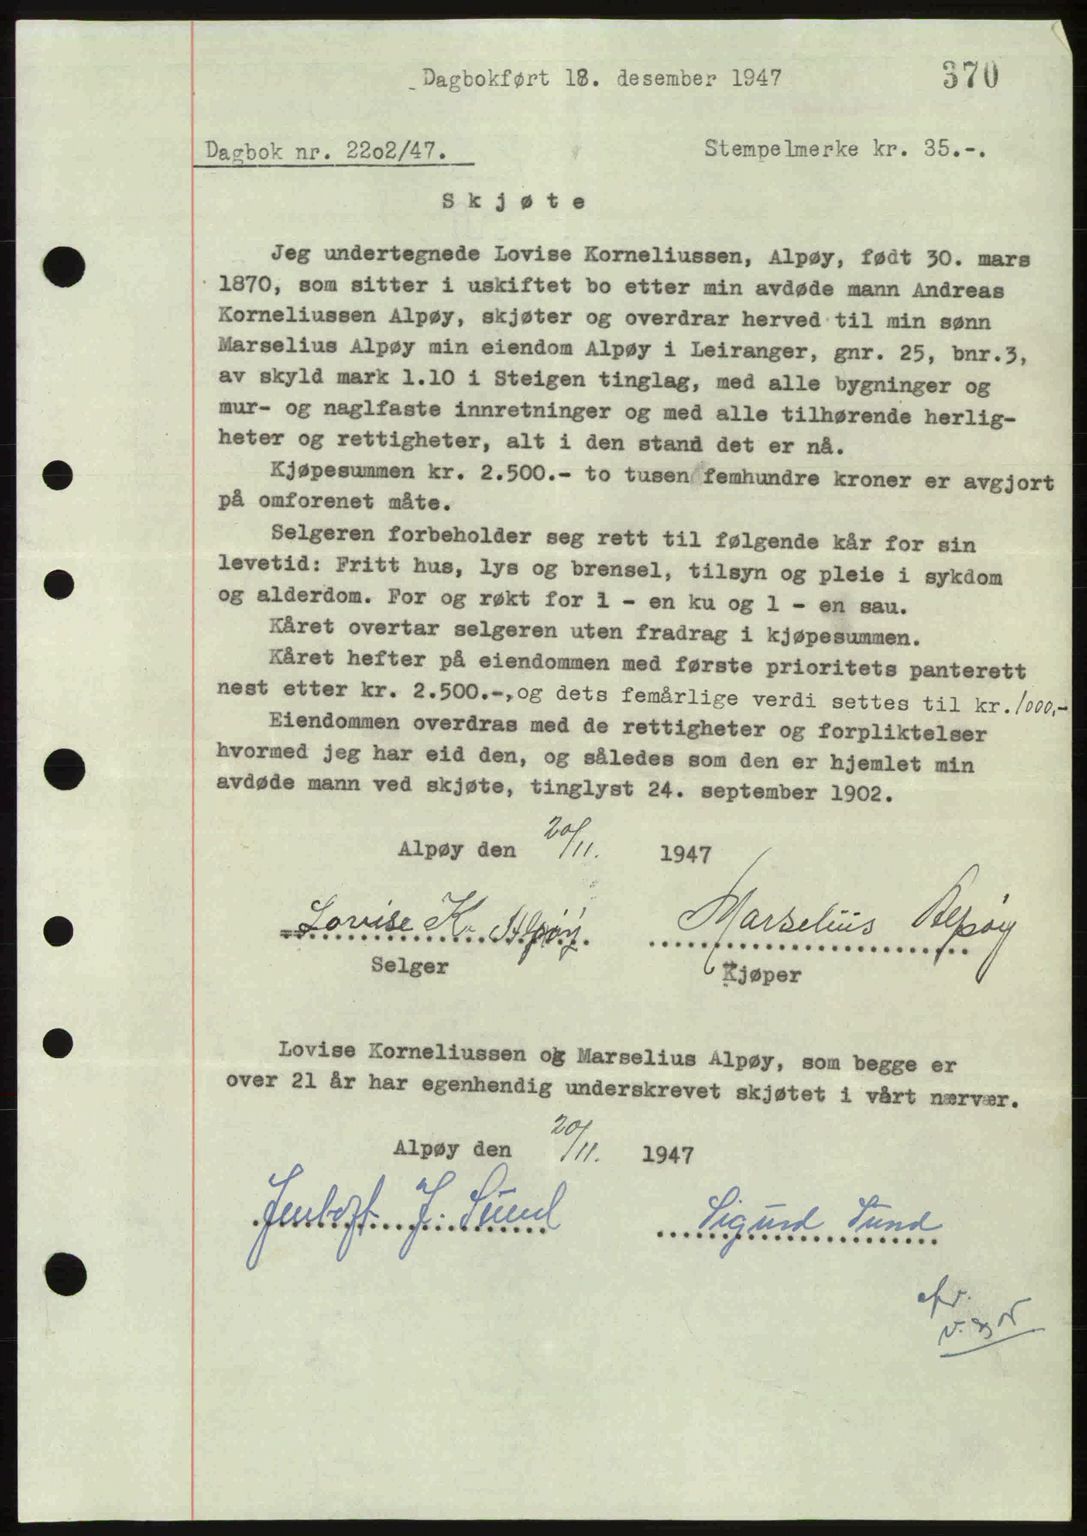 Dagbokført 18. desember 1947
370
Dagbok nr. 22o2/47.
Stempelmerke kr. 35.-.
S k j ø t e
Jeg undertegnede Lovise Korneliussen, Alpøy, født 30. mars
1870, som sitter i uskiftet bo etter min avdøde mann Andreas
Korneliussen Alpøy, skjøter og overdrar herved til min sønn
Marselius Alpøy min eiendom Alpøy i Leiranger, gnr. 25, bnr.3,
av skyld mark 1.10 i Steigen tinglag, med alle bygninger og
mur- og naglfaste innretninger og med alle tilhørende herlig-
heter og rettigheter, alt i den stand det er nå.
Kjøpesummen kr. 2.500.- to tusen femhundre kroner er avgjort
på omforenet måte.
Selgeren forbeholder seg rett til følgende kår for sin
levetid: Fritt hus, lys og brensel, tilsyn og pleie i sykdom
og alderdom. For og røkt for 1 - en ku og 1 - en sau.
Kåret overtar selgeren uten fradrag i kjøpesummen.
Kåret hefter på eiendommen med første prioritets panterett
nest etter kr. 2.500.-,og dets femårlige verdi settes til kr. 1000,-
Eiendommen overdras med de rettigheter og forpliktelser
hvormed jeg har eid den, og således som den er hjemlet min
avdøde mann ved skjøte, tinglyst 24. september 1902.
Alpøy den 20/11. 1947
Lovise K. Alpøy
Marselius Alpøy
Selger
Kjøper
Lovise Korneliussen og Marselius Alpøy, som begge er
over 21 år har egenhendig underskrevet skjøtet i vårt nærvær.
Alpøy den 20/11. 1947
J. Sund
Sigurd Sund